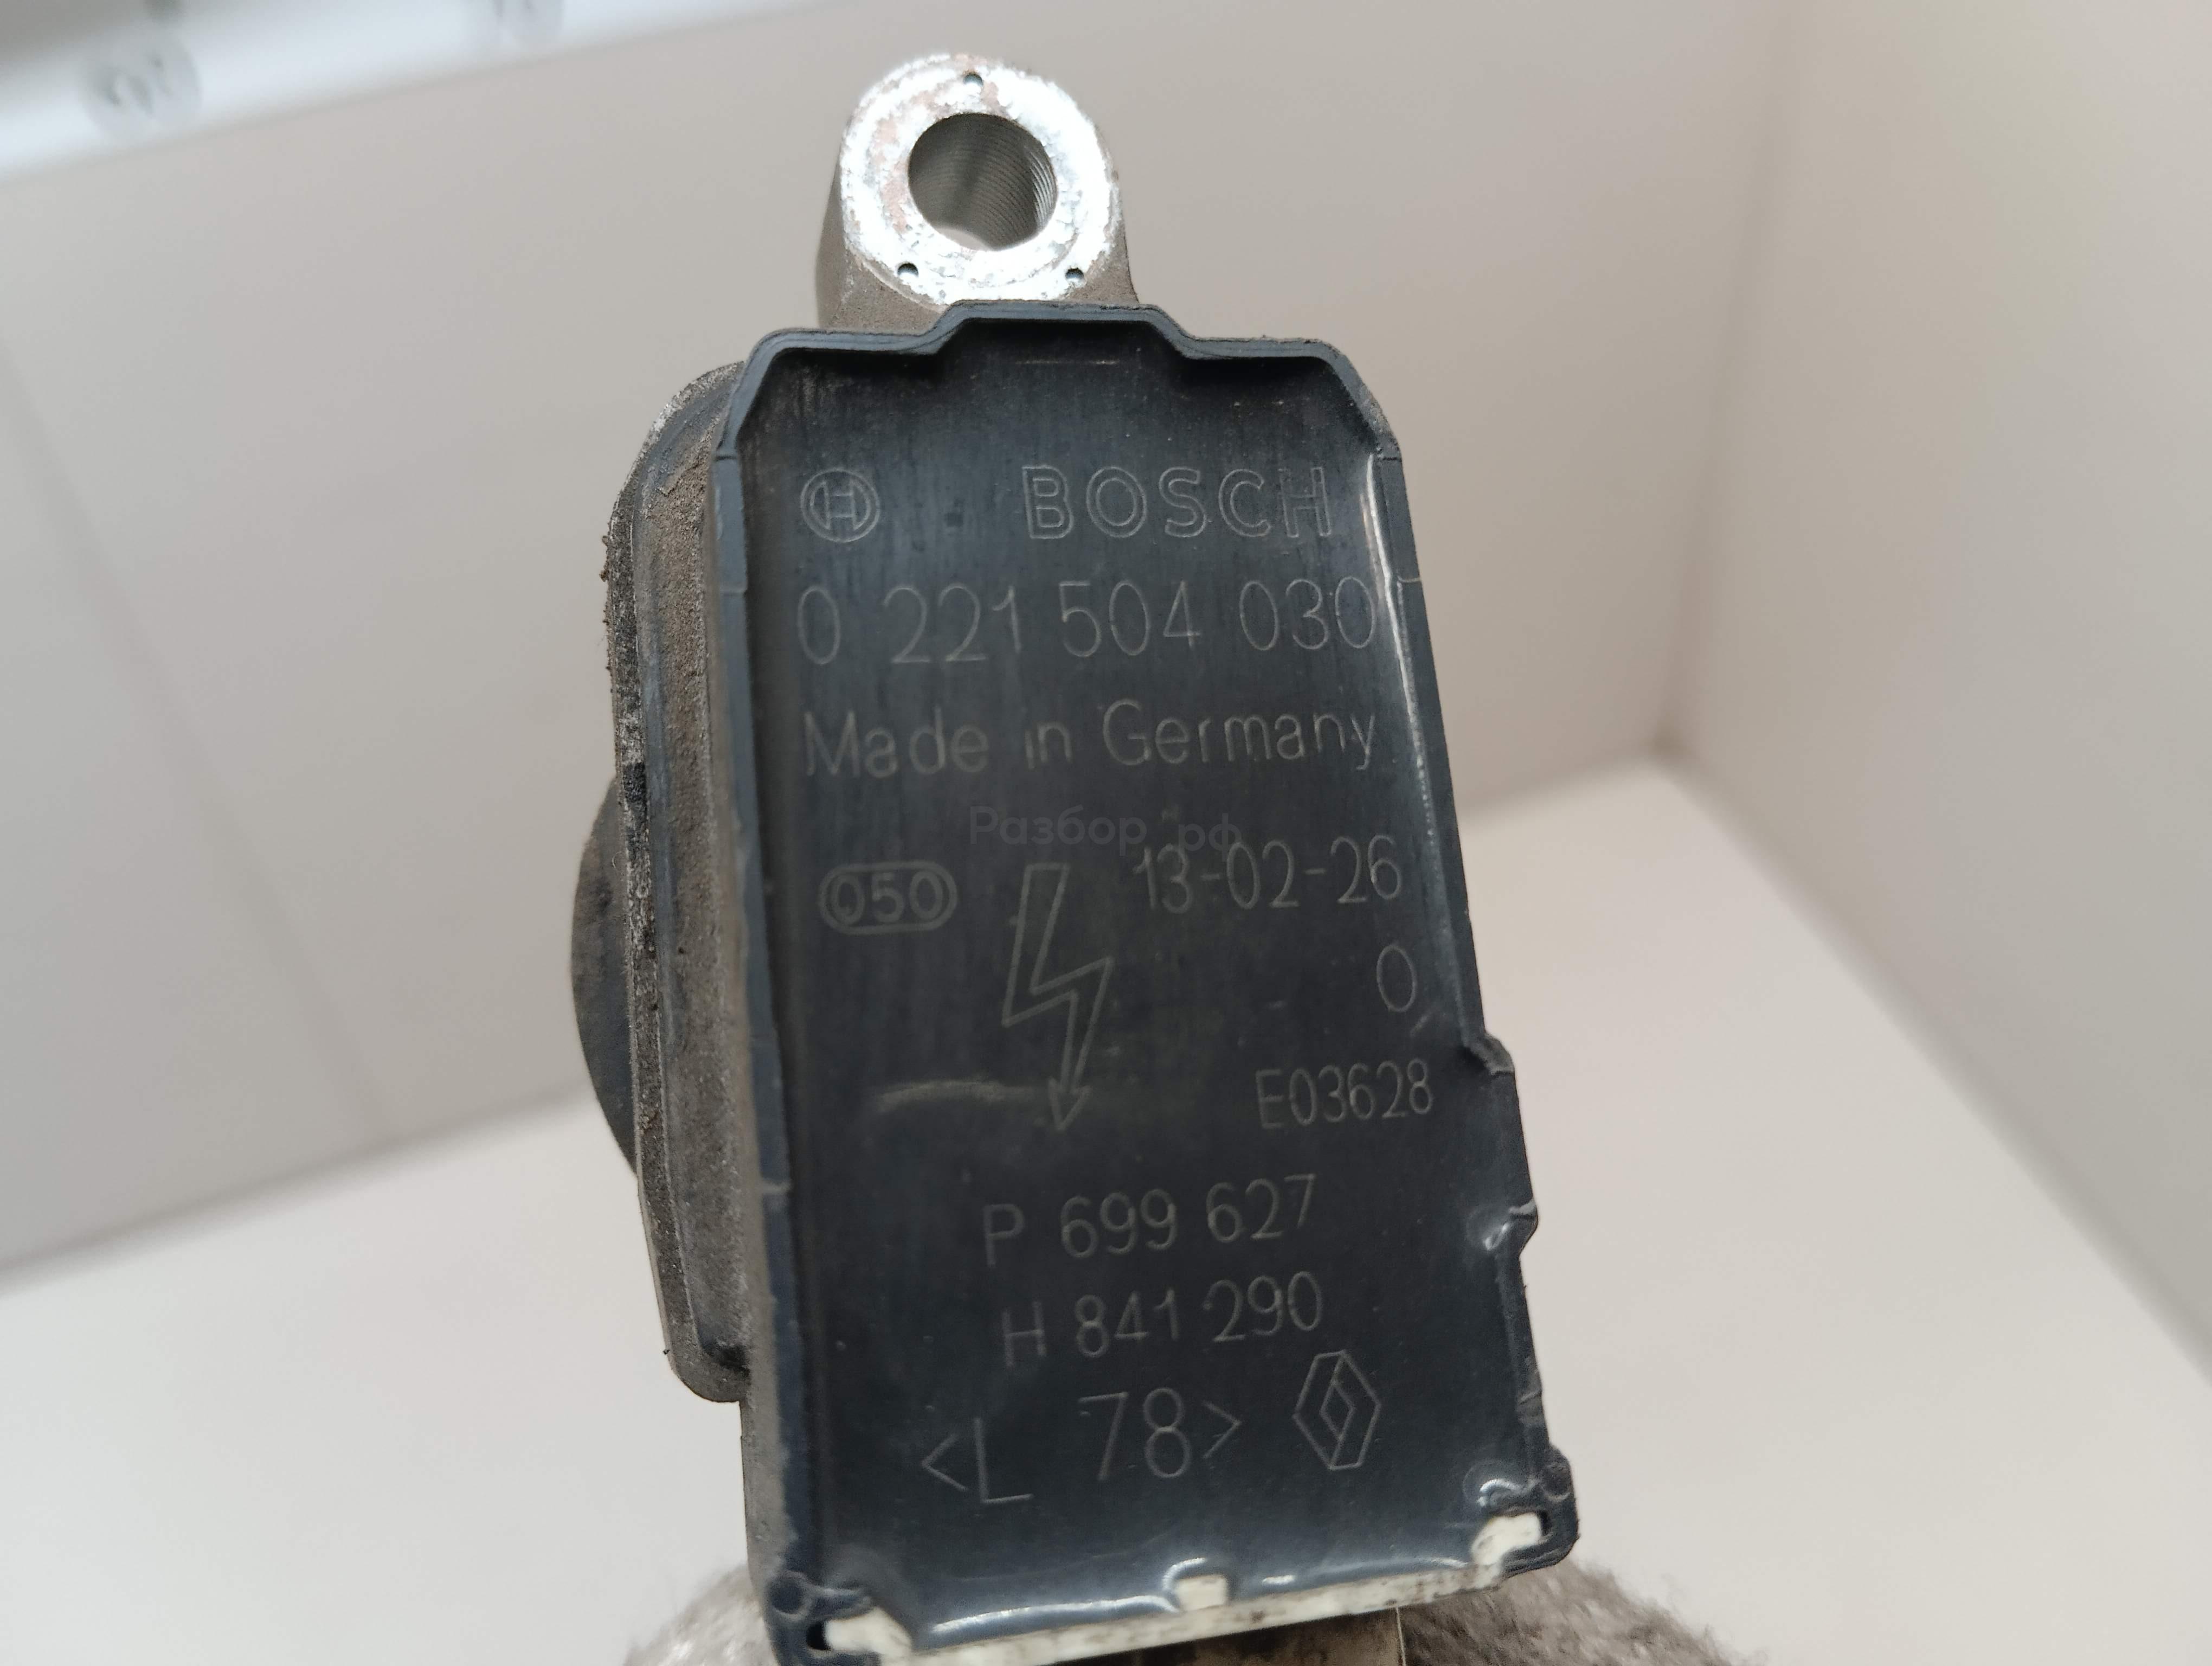 BOSCH
0 221 504 030
Made in Germany
Разбор.рф
050 13-02-26
0
E03628
P 699 627
H 841 290
<L 78>